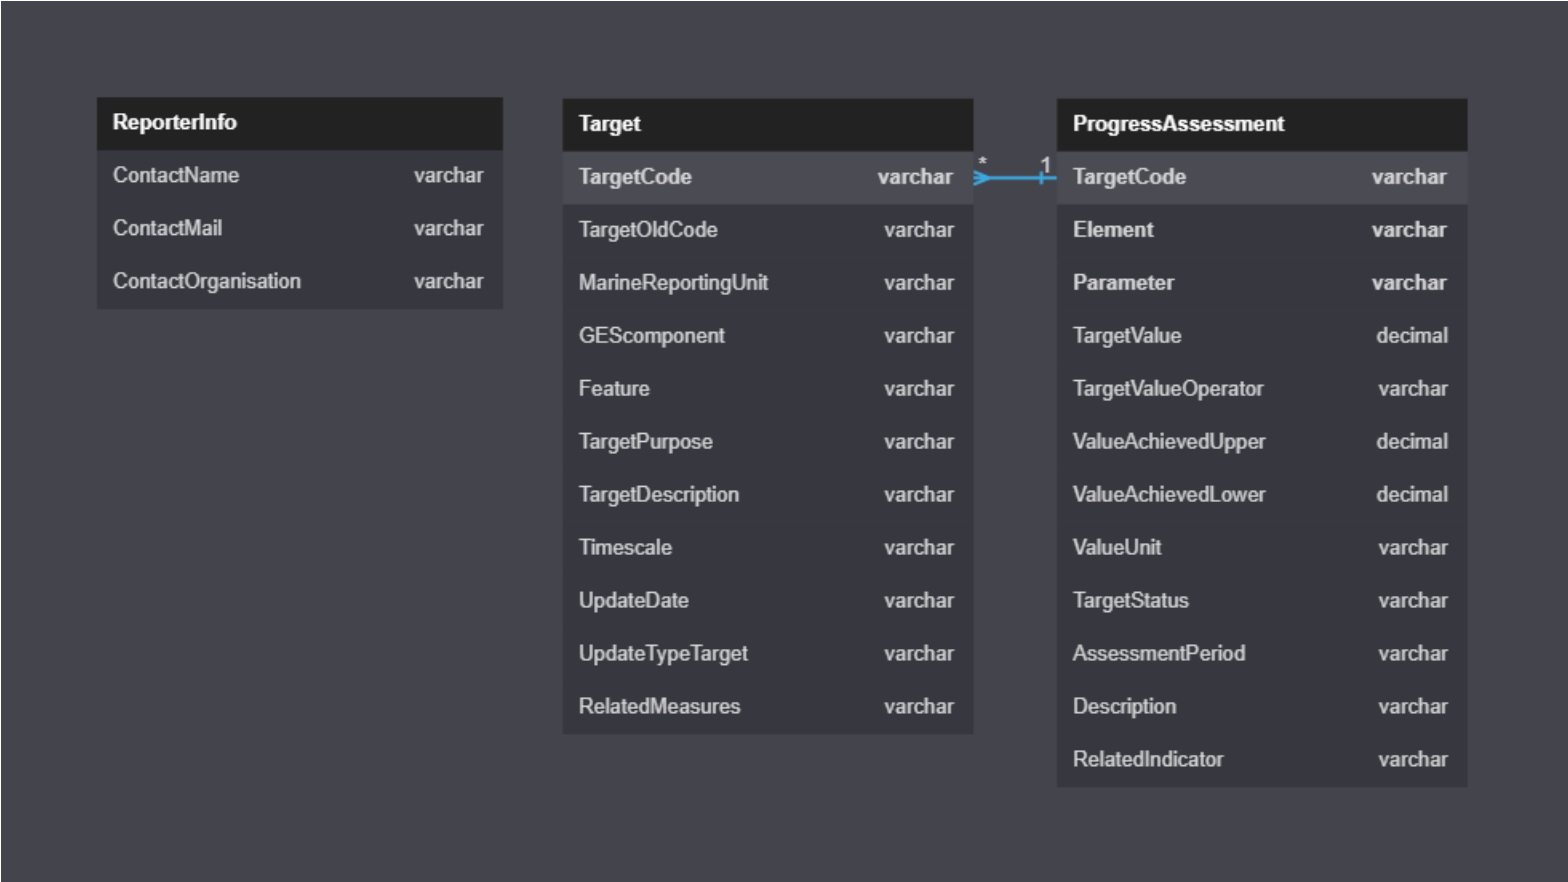 ReporterInfo
ContactName varchar
ContactMail varchar
ContactOrganisation varchar
Target
TargetCode varchar
TargetOldCode varchar
MarineReportingUnit varchar
GEScomponent varchar
Feature varchar
TargetPurpose varchar
TargetDescription varchar
Timescale varchar
UpdateDate varchar
UpdateTypeTarget varchar
RelatedMeasures varchar
* 1
ProgressAssessment
TargetCode varchar
Element varchar
Parameter varchar
TargetValue decimal
TargetValueOperator varchar
ValueAchievedUpper decimal
ValueAchievedLower decimal
ValueUnit varchar
TargetStatus varchar
AssessmentPeriod varchar
Description varchar
RelatedIndicator varchar